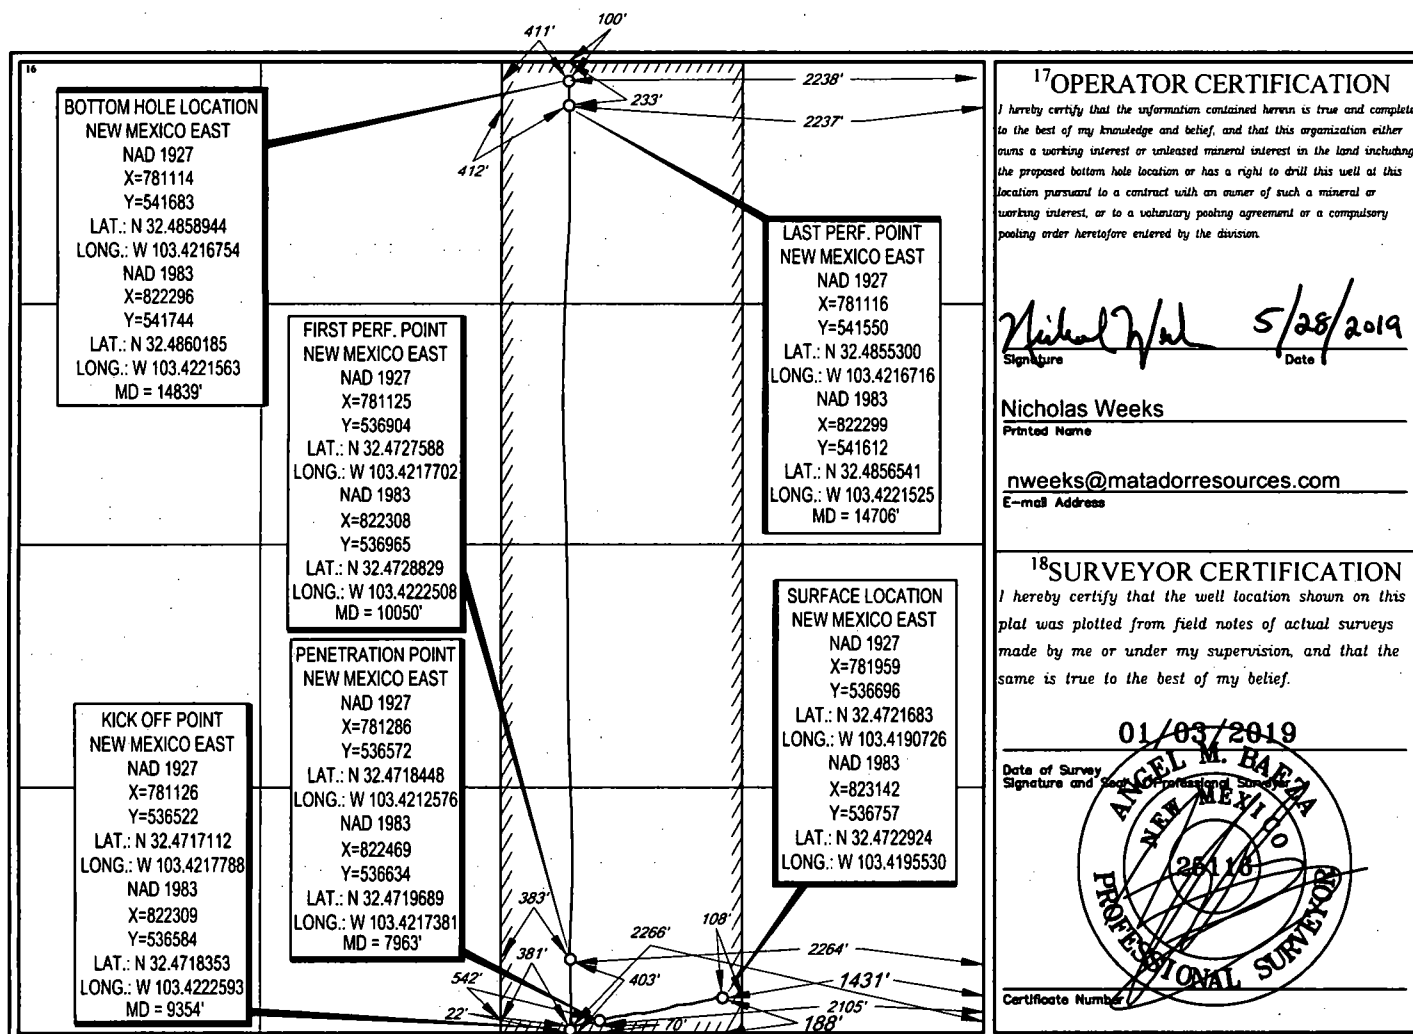 411'
100'
16
2238'
233'
2237'
412'
BOTTOM HOLE LOCATION
NEW MEXICO EAST
NAD 1927
X=781114
Y=541683
LAT.: N 32.4858944
LONG.: W 103.4216754
NAD 1983
X=822296
Y=541744
LAT.: N 32.4860185
LONG.: W 103.4221563
MD = 14839'
LAST PERF. POINT
NEW MEXICO EAST
NAD 1927
X=781116
Y=541550
LAT.: N 32.4855300
LONG.: W 103.4216716
NAD 1983
X=822299
Y=541612
LAT.: N 32.4856541
LONG.: W 103.4221525
MD = 14706'
FIRST PERF. POINT
NEW MEXICO EAST
NAD 1927
X=781125
Y=536904
LAT.: N 32.4727588
LONG.: W 103.4217702
NAD 1983
X=822308
Y=536965
LAT.: N 32.4728829
LONG.: W 103.4222508
MD = 10050'
PENETRATION POINT
NEW MEXICO EAST
NAD 1927
X=781286
Y=536572
LAT.: N 32.4718448
LONG.: W 103.4212576
NAD 1983
X=822469
Y=536634
LAT.: N 32.4719689
LONG.: W 103.4217381
MD = 7963'
SURFACE LOCATION
NEW MEXICO EAST
NAD 1927
X=781959
Y=536696
LAT.: N 32.4721683
LONG.: W 103.4190726
NAD 1983
X=823142
Y=536757
LAT.: N 32.4722924
LONG.: W 103.4195530
KICK OFF POINT
NEW MEXICO EAST
NAD 1927
X=781126
Y=536522
LAT.: N 32.4717112
LONG.: W 103.4217788
NAD 1983
X=822309
Y=536584
LAT.: N 32.4718353
LONG.: W 103.4222593
MD = 9354'
383'
381'
542'
22'
2266'
108'
2264'
403'
1431'
2105'
70'
188'
17 OPERATOR CERTIFICATION
I hereby certify that the information contained herein is true and complete
to the best of my knowledge and belief, and that this organization either
owns a working interest or unleased mineral interest in the land including
the proposed bottom hole location or has a right to drill this well at this
location pursuant to a contract with an owner of such a mineral or
working interest, or to a voluntary pooling agreement or a compulsory
pooling order heretofore entered by the division.
5/28/2019
Signature Date
Nicholas Weeks
Printed Name
nweeks@matadorresources.com
E-mail Address
18 SURVEYOR CERTIFICATION
I hereby certify that the well location shown on this
plat was plotted from field notes of actual surveys
made by me or under my supervision, and that the
same is true to the best of my belief.
01/03/2019
Date of Survey
Signature and Seal of Professional Surveyor
ANGEL M. BAEZA
NEW MEXICO
25116
PROFESSIONAL SURVEYOR
Certificate Number